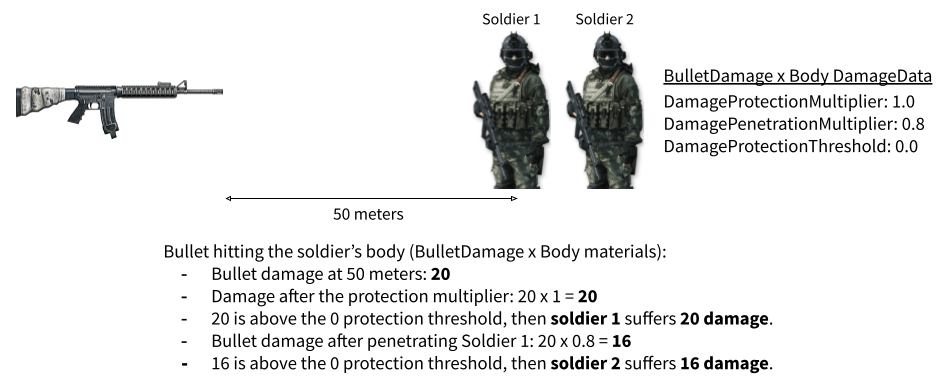 Soldier 1
Soldier 2
BulletDamage x Body DamageData
DamageProtectionMultiplier: 1.0
DamagePenetrationMultiplier: 0.8
DamageProtectionThreshold: 0.0
50 meters
Bullet hitting the soldier’s body (BulletDamage x Body materials):
- Bullet damage at 50 meters: 20
- Damage after the protection multiplier: 20 x 1 = 20
- 20 is above the 0 protection threshold, then soldier 1 suffers 20 damage.
- Bullet damage after penetrating Soldier 1: 20 x 0.8 = 16
- 16 is above the 0 protection threshold, then soldier 2 suffers 16 damage.